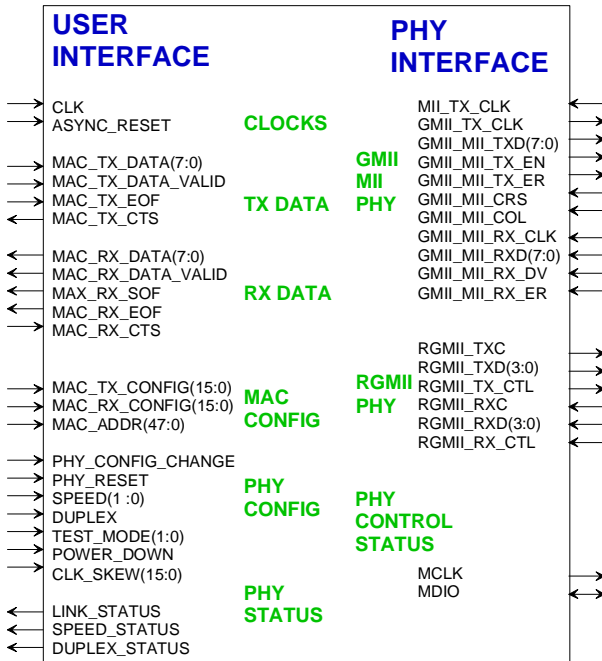 USER
INTERFACE
CLK
ASYNC_RESET
CLOCKS
MAC_TX_DATA(7:0)
MAC_TX_DATA_VALID
MAC_TX_EOF
MAC_TX_CTS
TX DATA
MAC_RX_DATA(7:0)
MAC_RX_DATA_VALID
MAX_RX_SOF
MAC_RX_EOF
MAC_RX_CTS
RX DATA
MAC_TX_CONFIG(15:0)
MAC_RX_CONFIG(15:0)
MAC_ADDR(47:0)
MAC
CONFIG
PHY_CONFIG_CHANGE
PHY_RESET
SPEED(1 :0)
DUPLEX
TEST_MODE(1:0)
POWER_DOWN
CLK_SKEW(15:0)
PHY
CONFIG
LINK_STATUS
SPEED_STATUS
DUPLEX_STATUS
PHY
STATUS
PHY
INTERFACE
GMII
MII
PHY
MII_TX_CLK
GMII_TX_CLK
GMII_MII_TXD(7:0)
GMII_MII_TX_EN
GMII_MII_TX_ER
GMII_MII_CRS
GMII_MII_COL
GMII_MII_RX_CLK
GMII_MII_RXD(7:0)
GMII_MII_RX_DV
GMII_MII_RX_ER
RGMII
PHY
RGMII_TXC
RGMII_TXD(3:0)
RGMII_TX_CTL
RGMII_RXC
RGMII_RXD(3:0)
RGMII_RX_CTL
PHY
CONTROL
STATUS
MCLK
MDIO